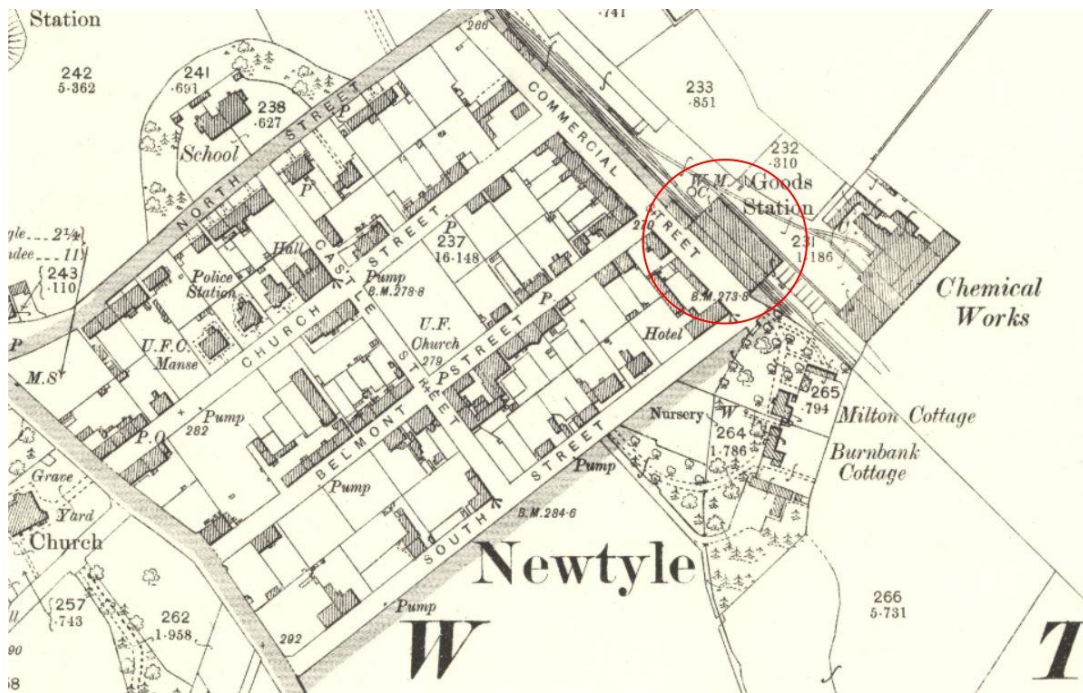 Station
242
5·362
241
·691
238
·627
School
266
·741
233
·851
232
·310
W.M.
Goods
Station
C.
231
1·186
Chemical
Works
NORTH STREET
COMMERCIAL STREET
270
P
P
P
237
16·148
Hall
Pump
B.M.278·8
CASTLE STREET
CHURCH STREET
Police
Station
U.F.C.
Manse
243
·110
2¼
11
P
M.S
U.F.
Church
279
P
P
B.M.273·8
Hotel
BELMONT STREET
Pump
282
P.O.
Pump
Nursery
W
264
1·786
265
·794
Milton Cottage
Burnbank
Cottage
Grave
Yard
Church
SOUTH STREET
Pump
B.M.284·6
Newtyle
257
·743
262
1·958
292
Pump
266
5·731
W
T